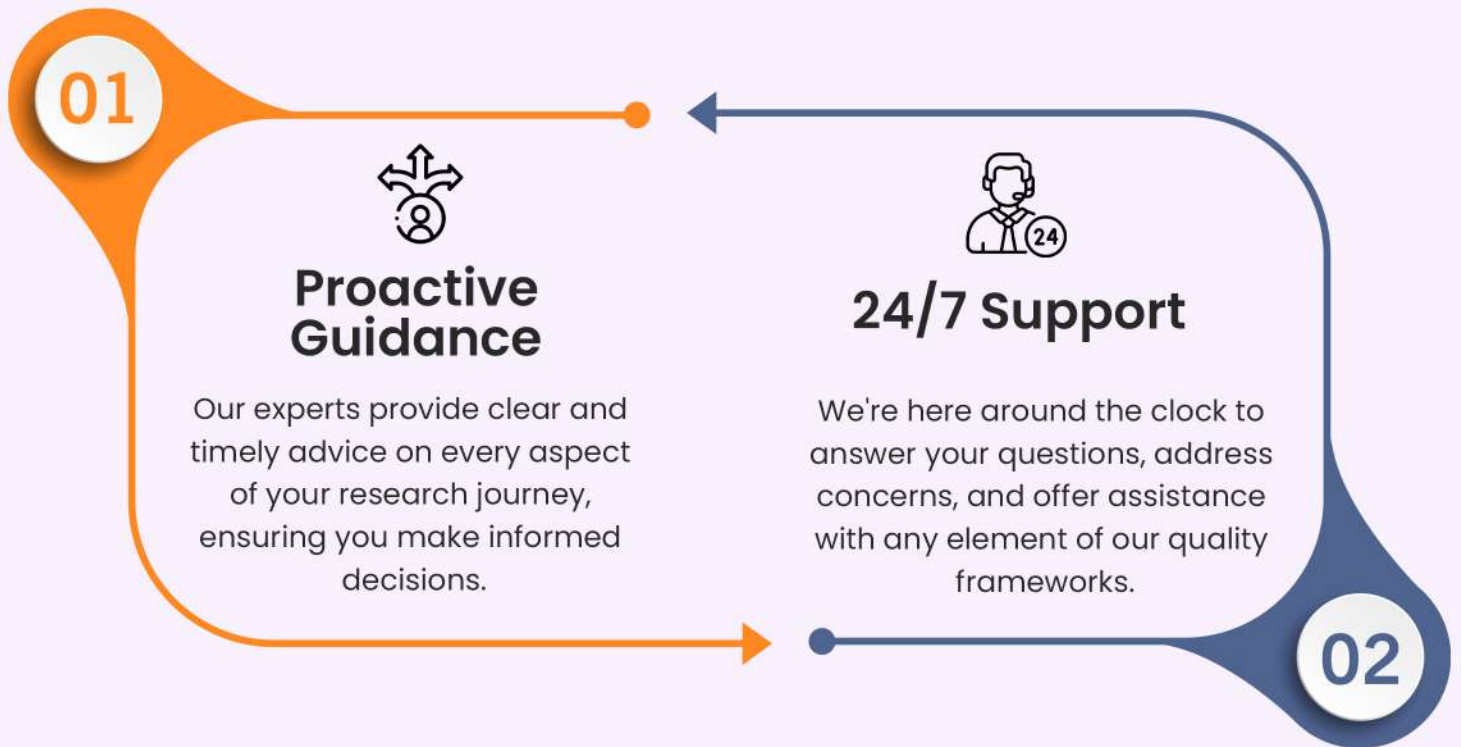 01
Proactive
Guidance
Our experts provide clear and
timely advice on every aspect
of your research journey,
ensuring you make informed
decisions.
24
24/7 Support
We're here around the clock to
answer your questions, address
concerns, and offer assistance
with any element of our quality
frameworks.
02